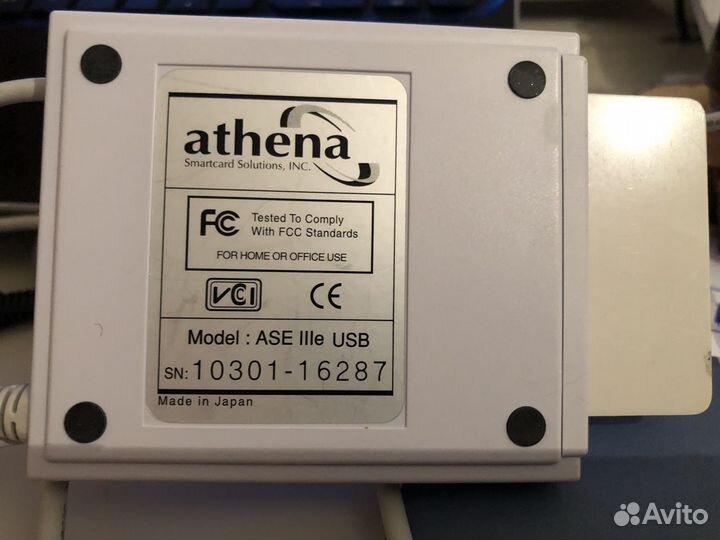 athena
Smartcard Solutions, INC.
FC Tested To Comply
With FCC Standards
FOR HOME OR OFFICE USE
VCI CE
Model : ASE IIIe USB
SN: 10301-16287
Made in Japan
Avito